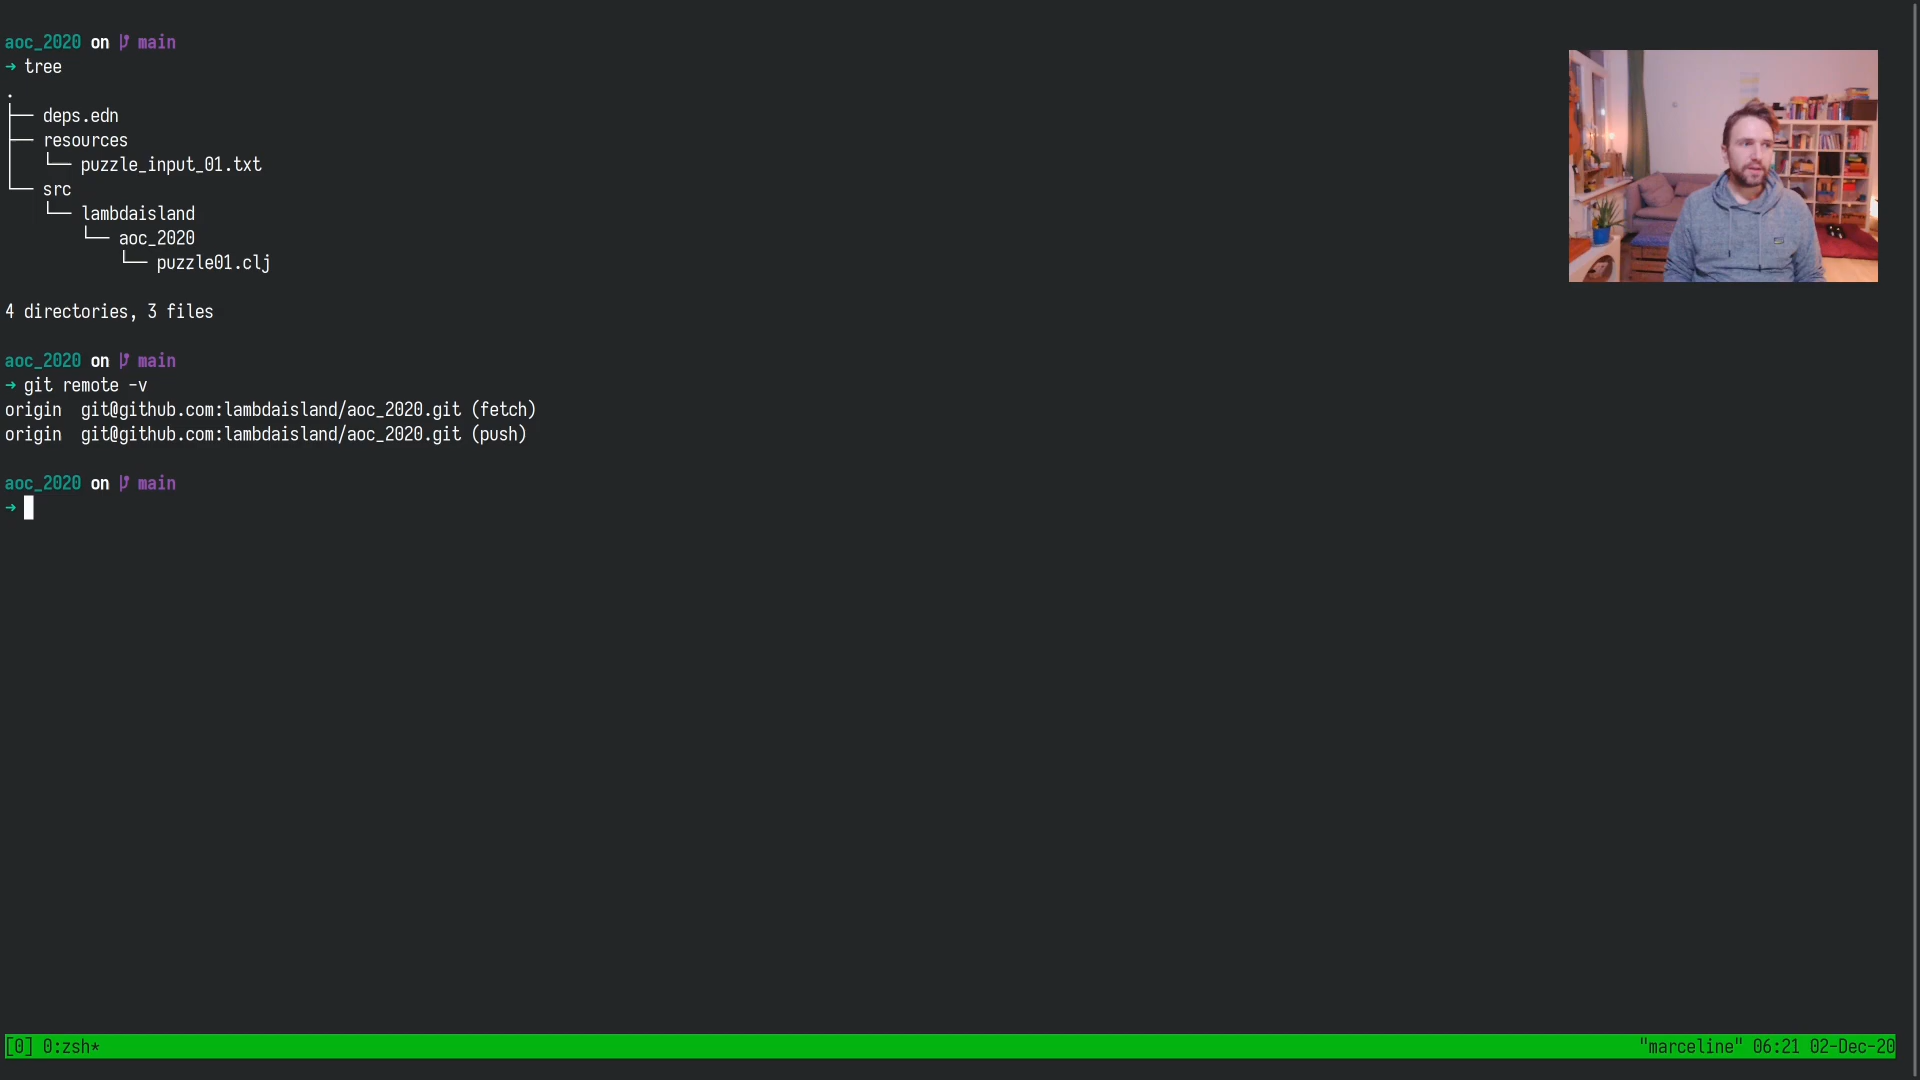 aoc_2020 on main
➜ tree
.
├── deps.edn
├── resources
│   └── puzzle_input_01.txt
└── src
    └── lambdaisland
        └── aoc_2020
            └── puzzle01.clj
4 directories, 3 files
aoc_2020 on main
➜ git remote -v
origin  git@github.com:lambdaisland/aoc_2020.git (fetch)
origin  git@github.com:lambdaisland/aoc_2020.git (push)
aoc_2020 on main
➜
[0] 0:zsh* "marceline" 06:21 02-Dec-20